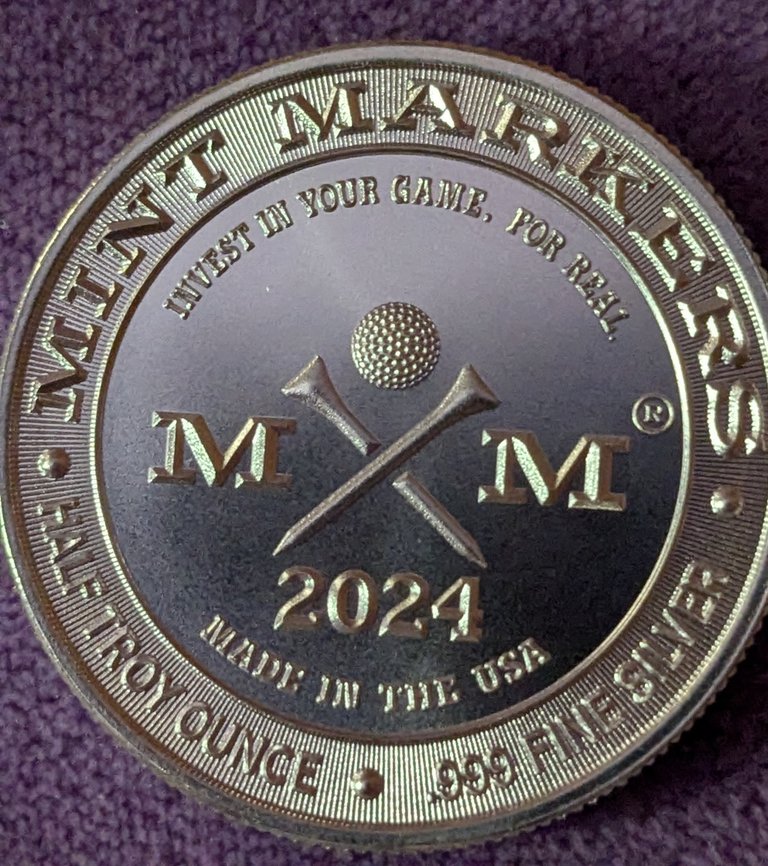 MINT MARKERS
INVEST IN YOUR GAME. FOR REAL.
M M ®
2024
MADE IN THE USA
HALF TROY OUNCE • .999 FINE SILVER